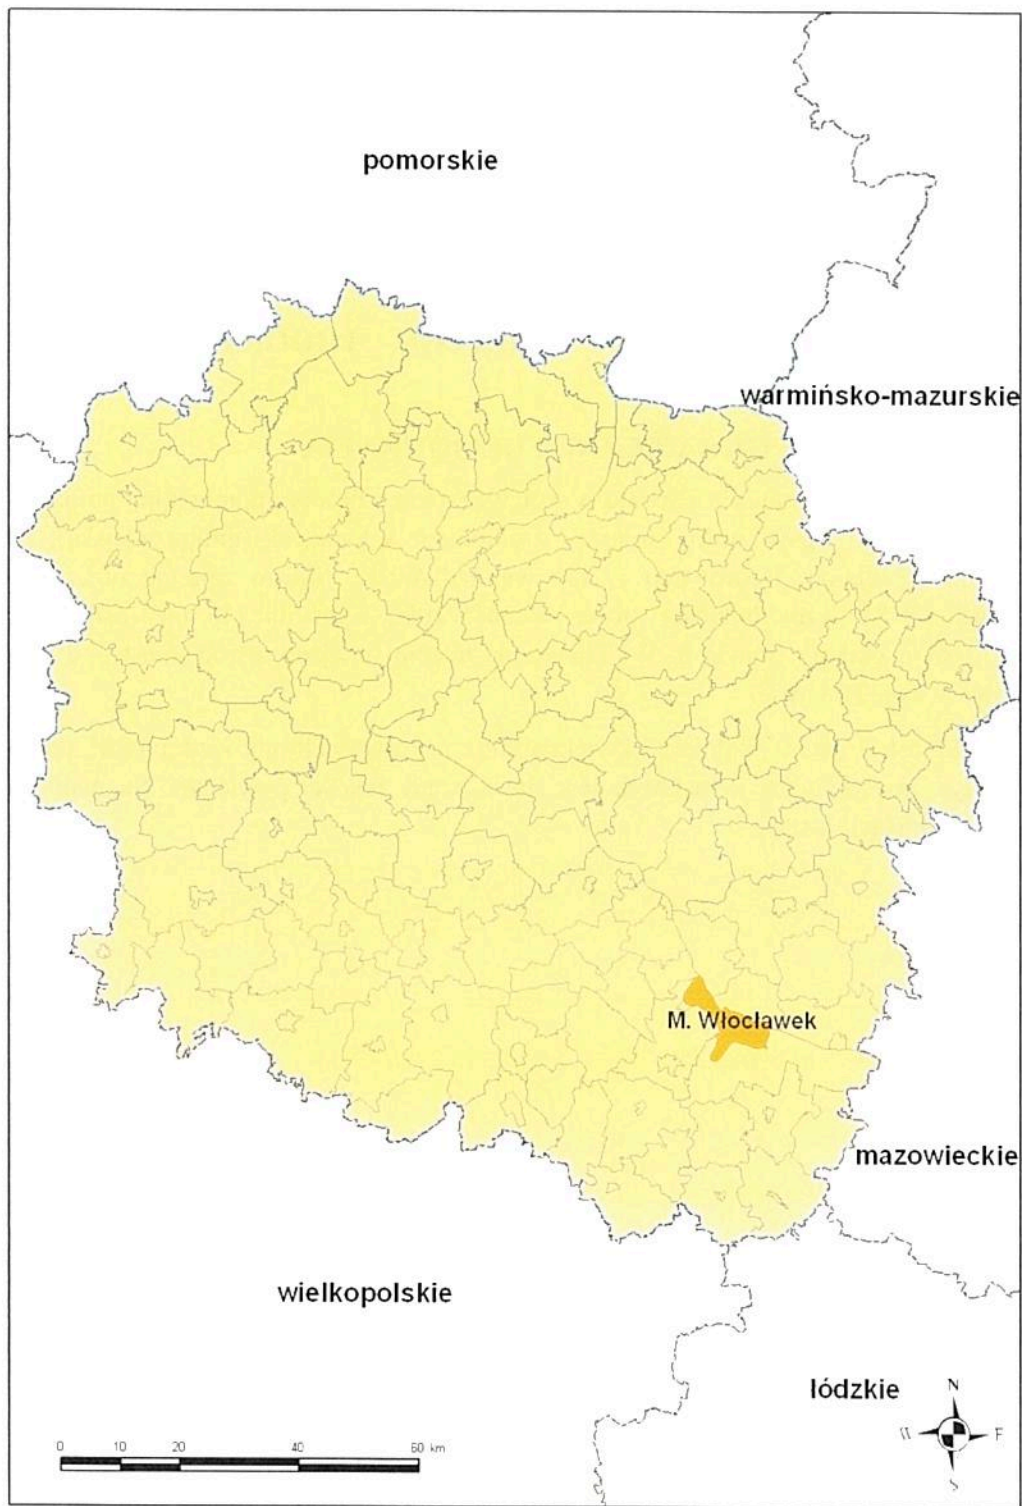 pomorskie
warmińsko-mazurskie
M. Włocławek
mazowieckie
wielkopolskie
łódzkie
N
W E
S
0 10 20 40 60 km